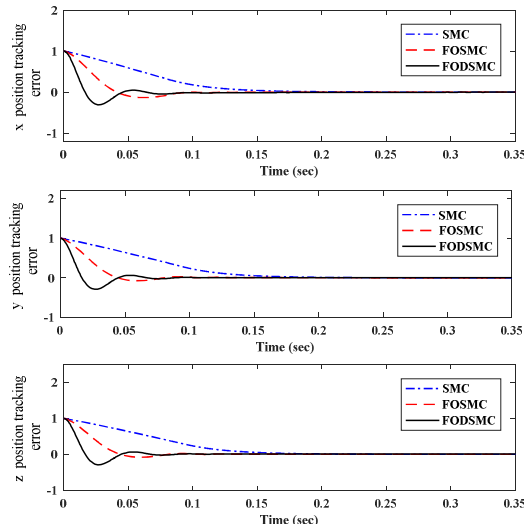 2
1
0
-1
x position tracking
error
SMC
FOSMC
FODSMC
0
0.05
0.1
0.15
0.2
0.25
0.3
0.35
Time (sec)
2
1
0
-1
y position tracking
error
SMC
FOSMC
FODSMC
0
0.05
0.1
0.15
0.2
0.25
0.3
0.35
Time (sec)
2
1
0
-1
z position tracking
error
SMC
FOSMC
FODSMC
0
0.05
0.1
0.15
0.2
0.25
0.3
0.35
Time (sec)